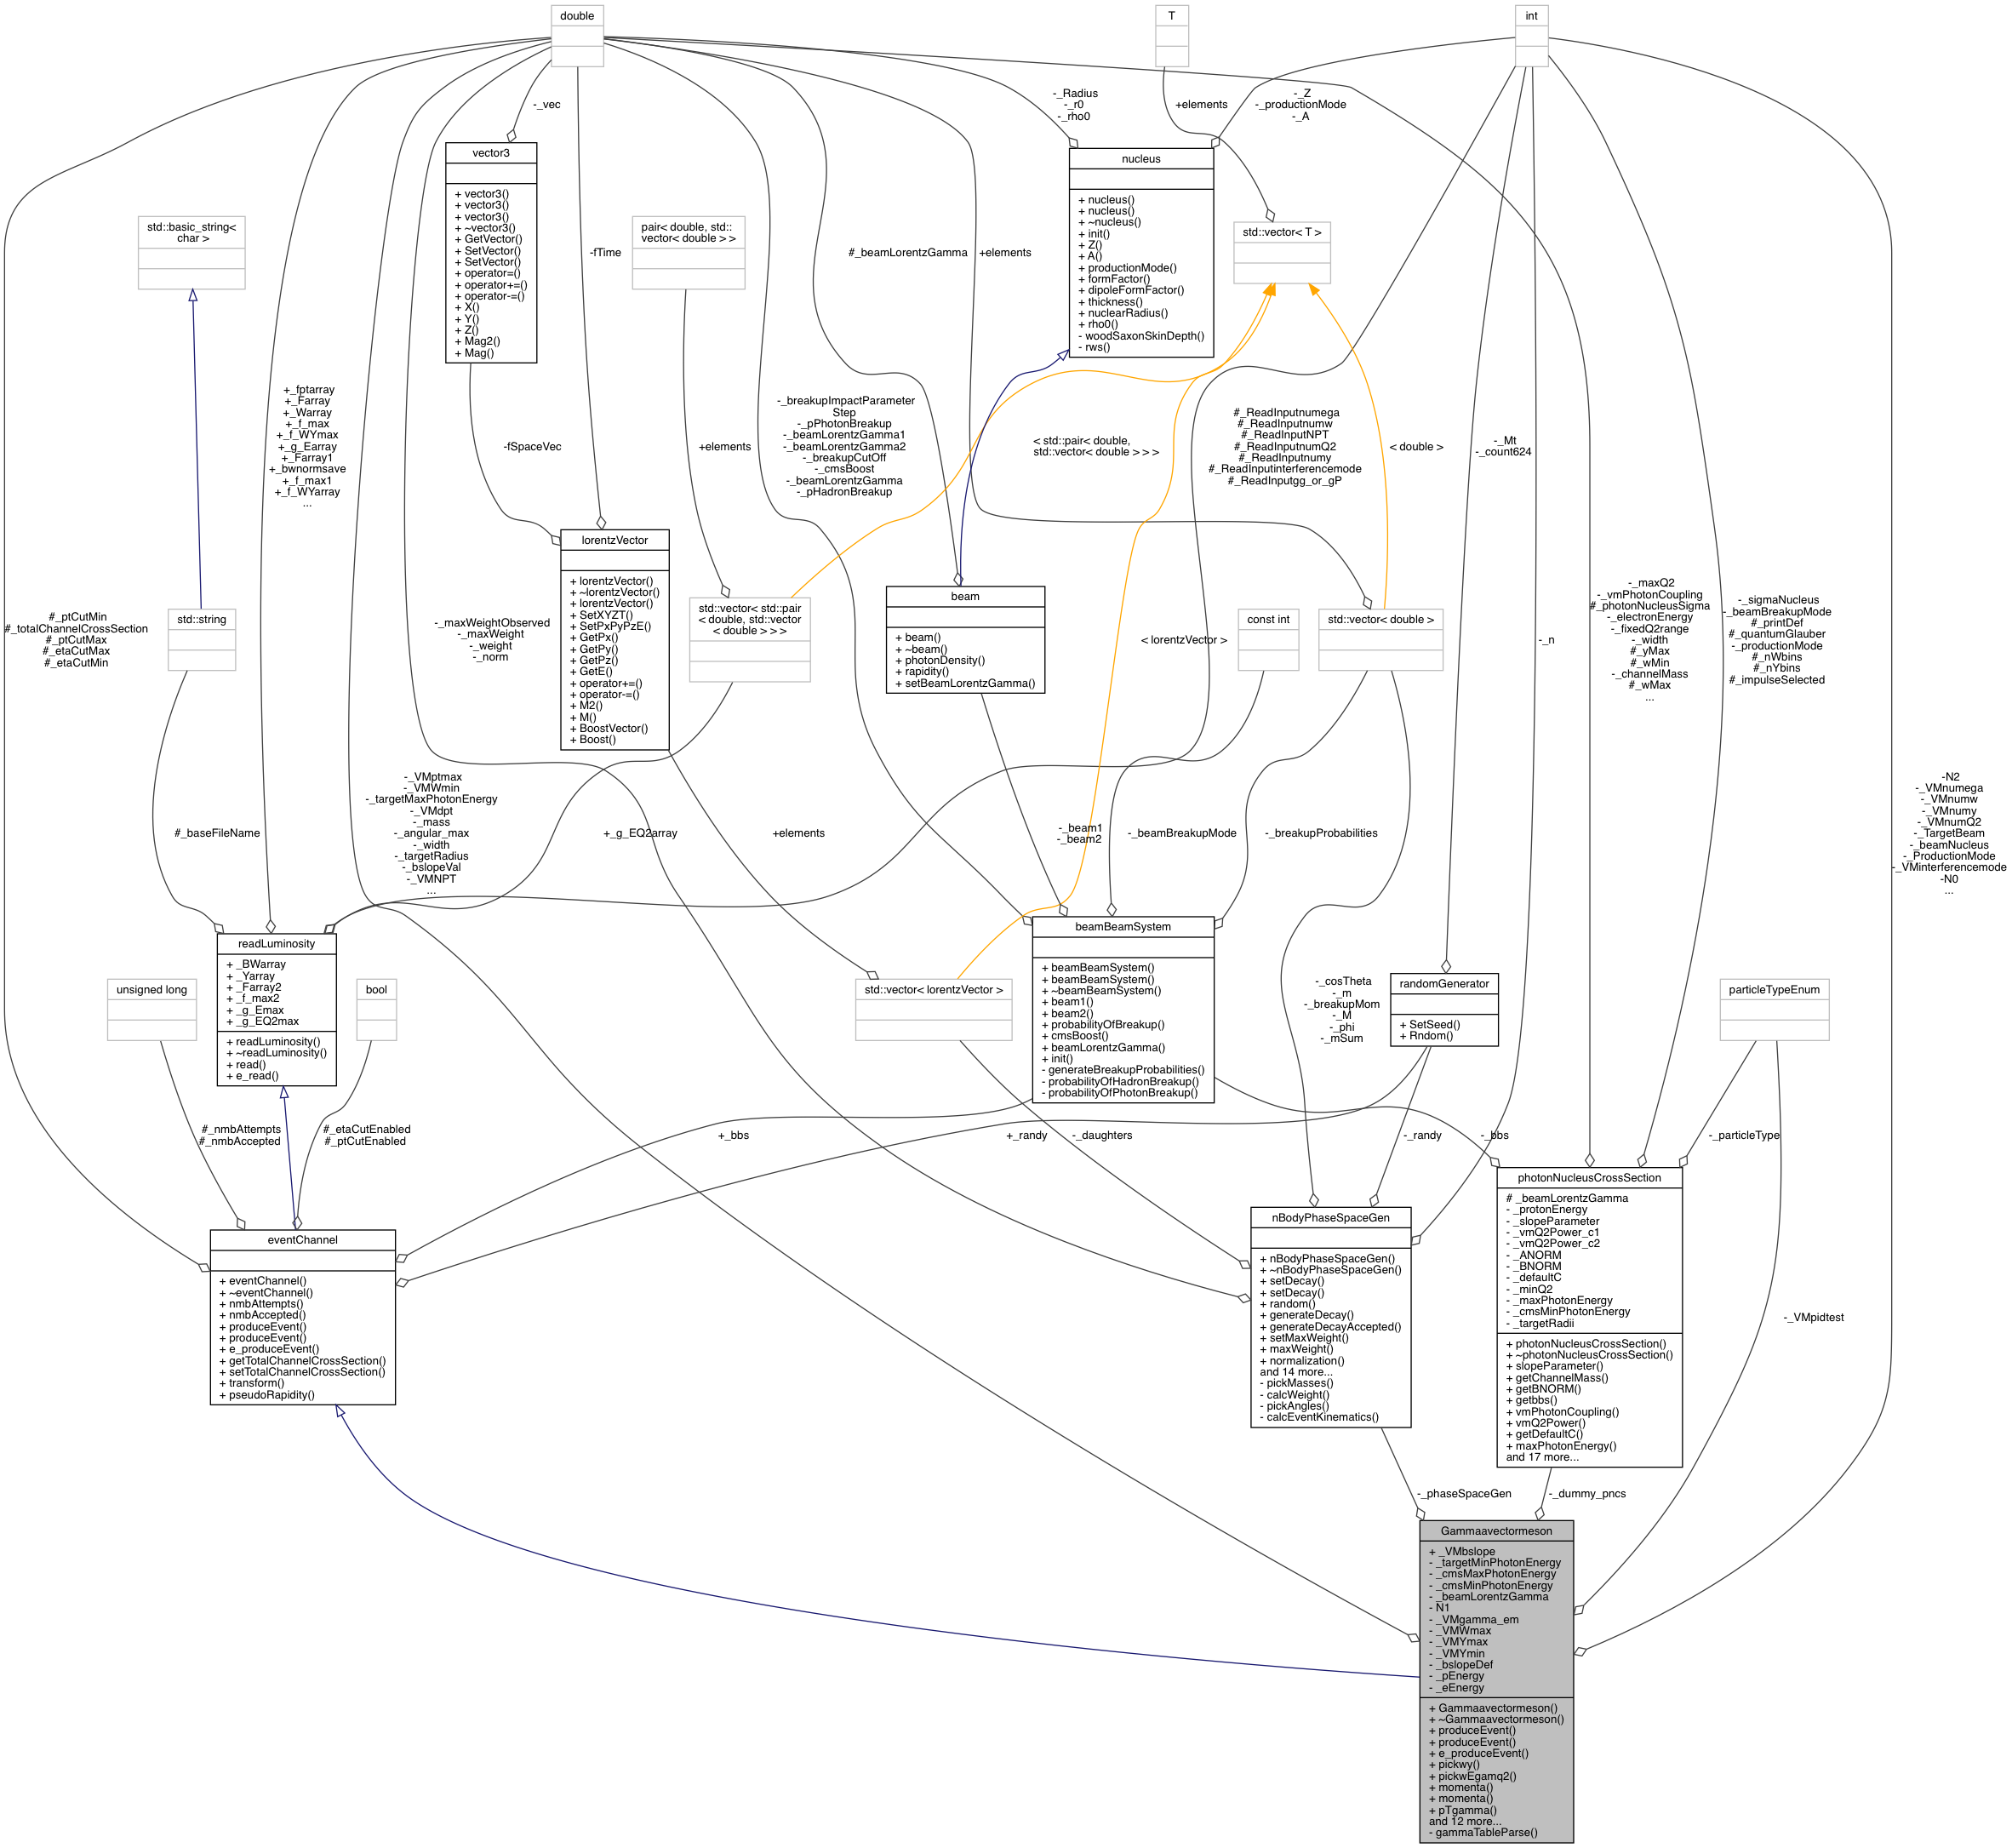 double
T
int
-_vec
-_Radius
-_r0
-_rho0
+elements
-_Z
-_productionMode
-_A
vector3
+ vector3()
+ vector3()
+ vector3()
+ ~vector3()
+ GetVector()
+ SetVector()
+ SetVector()
+ operator=()
+ operator+=()
+ operator-=()
+ X()
+ Y()
+ Z()
+ Mag2()
+ Mag()
nucleus
+ nucleus()
+ nucleus()
+ ~nucleus()
+ init()
+ Z()
+ A()
+ productionMode()
+ formFactor()
+ dipoleFormFactor()
+ thickness()
+ nuclearRadius()
+ rho0()
- woodSaxonSkinDepth()
- rws()
std::basic_string<
char >
pair< double, std::
vector< double > >
std::vector< T >
-fTime
#_beamLorentzGamma
+elements
+_fptarray
+_Farray
+_Warray
+_f_max
+_f_WYmax
+_g_Earray
+_Farray1
+_bwnormsave
+_f_max1
+_f_WYarray
...
-fSpaceVec
+elements
-_breakupImpactParameter
Step
-_pPhotonBreakup
-_beamLorentzGamma1
-_beamLorentzGamma2
-_breakupCutOff
-_cmsBoost
-_beamLorentzGamma
-_pHadronBreakup
< std::pair< double,
std::vector< double > > >
#_ReadInputnumega
#_ReadInputnumw
#_ReadInputNPT
#_ReadInputnumQ2
#_ReadInputnumy
#_ReadInputinterferencemode
#_ReadInputgg_or_gP
< double >
-_Mt
-_count624
lorentzVector
+ lorentzVector()
+ ~lorentzVector()
+ lorentzVector()
+ SetXYZT()
+ SetPxPyPzE()
+ GetPx()
+ GetPy()
+ GetPz()
+ GetE()
+ operator+=()
+ operator-=()
+ M2()
+ M()
+ BoostVector()
+ Boost()
#_ptCutMin
#_totalChannelCrossSection
#_ptCutMax
#_etaCutMax
#_etaCutMin
std::string
-_maxWeightObserved
-_maxWeight
-_weight
-_norm
std::vector< std::pair
< double, std::vector
< double > > >
beam
+ beam()
+ ~beam()
+ photonDensity()
+ rapidity()
+ setBeamLorentzGamma()
< lorentzVector >
const int
std::vector< double >
-_n
-_maxQ2
-_vmPhotonCoupling
#_photonNucleusSigma
-_electronEnergy
-_fixedQ2range
-_width
#_yMax
#_wMin
-_channelMass
#_wMax
...
-_sigmaNucleus
-_beamBreakupMode
#_printDef
#_quantumGlauber
-_productionMode
#_nWbins
#_nYbins
#_impulseSelected
#_baseFileName
-_VMptmax
-_VMWmin
-_targetMaxPhotonEnergy
-_VMdpt
-_mass
-_angular_max
-_width
-_targetRadius
-_bslopeVal
-_VMNPT
...
+_g_EQ2array
+elements
-_beam1
-_beam2
-_beamBreakupMode
-_breakupProbabilities
-N2
-_VMnumega
-_VMnumw
-_VMnumy
-_VMnumQ2
-_TargetBeam
-_beamNucleus
-_ProductionMode
-_VMinterferencemode
-N0
...
readLuminosity
+ _BWarray
+ _Yarray
+ _Farray2
+ _f_max2
+ _g_Emax
+ _g_EQ2max
+ readLuminosity()
+ ~readLuminosity()
+ read()
+ e_read()
unsigned long
bool
std::vector< lorentzVector >
beamBeamSystem
+ beamBeamSystem()
+ beamBeamSystem()
+ ~beamBeamSystem()
+ beam1()
+ beam2()
+ probabilityOfBreakup()
+ cmsBoost()
+ beamLorentzGamma()
+ init()
- generateBreakupProbabilities()
- probabilityOfHadronBreakup()
- probabilityOfPhotonBreakup()
-_cosTheta
-_m
-_breakupMom
-_M
-_phi
-_mSum
randomGenerator
+ SetSeed()
+ Rndom()
particleTypeEnum
#_nmbAttempts
#_nmbAccepted
#_etaCutEnabled
#_ptCutEnabled
+_bbs
+_randy
-_daughters
-_randy
-_bbs
-_particleType
eventChannel
+ eventChannel()
+ ~eventChannel()
+ nmbAttempts()
+ nmbAccepted()
+ produceEvent()
+ produceEvent()
+ e_produceEvent()
+ getTotalChannelCrossSection()
+ setTotalChannelCrossSection()
+ transform()
+ pseudoRapidity()
nBodyPhaseSpaceGen
+ nBodyPhaseSpaceGen()
+ ~nBodyPhaseSpaceGen()
+ setDecay()
+ setDecay()
+ random()
+ generateDecay()
+ generateDecayAccepted()
+ setMaxWeight()
+ maxWeight()
+ normalization()
and 14 more...
- pickMasses()
- calcWeight()
- pickAngles()
- calcEventKinematics()
photonNucleusCrossSection
# _beamLorentzGamma
- _protonEnergy
- _slopeParameter
- _vmQ2Power_c1
- _vmQ2Power_c2
- _ANORM
- _BNORM
- _defaultC
- _minQ2
- _maxPhotonEnergy
- _cmsMinPhotonEnergy
- _targetRadii
+ photonNucleusCrossSection()
+ ~photonNucleusCrossSection()
+ slopeParameter()
+ getChannelMass()
+ getBNORM()
+ getbbs()
+ vmPhotonCoupling()
+ vmQ2Power()
+ getDefaultC()
+ maxPhotonEnergy()
and 17 more...
-_VMpidtest
-_phaseSpaceGen
-_dummy_pncs
Gammaavectormeson
+ _VMbslope
- _targetMinPhotonEnergy
- _cmsMaxPhotonEnergy
- _cmsMinPhotonEnergy
- _beamLorentzGamma
- N1
- _VMgamma_em
- _VMWmax
- _VMYmax
- _VMYmin
- _bslopeDef
- _pEnergy
- _eEnergy
+ Gammaavectormeson()
+ ~Gammaavectormeson()
+ produceEvent()
+ produceEvent()
+ e_produceEvent()
+ pickwy()
+ pickwEgamq2()
+ momenta()
+ momenta()
+ pTgamma()
and 12 more...
- gammaTableParse()